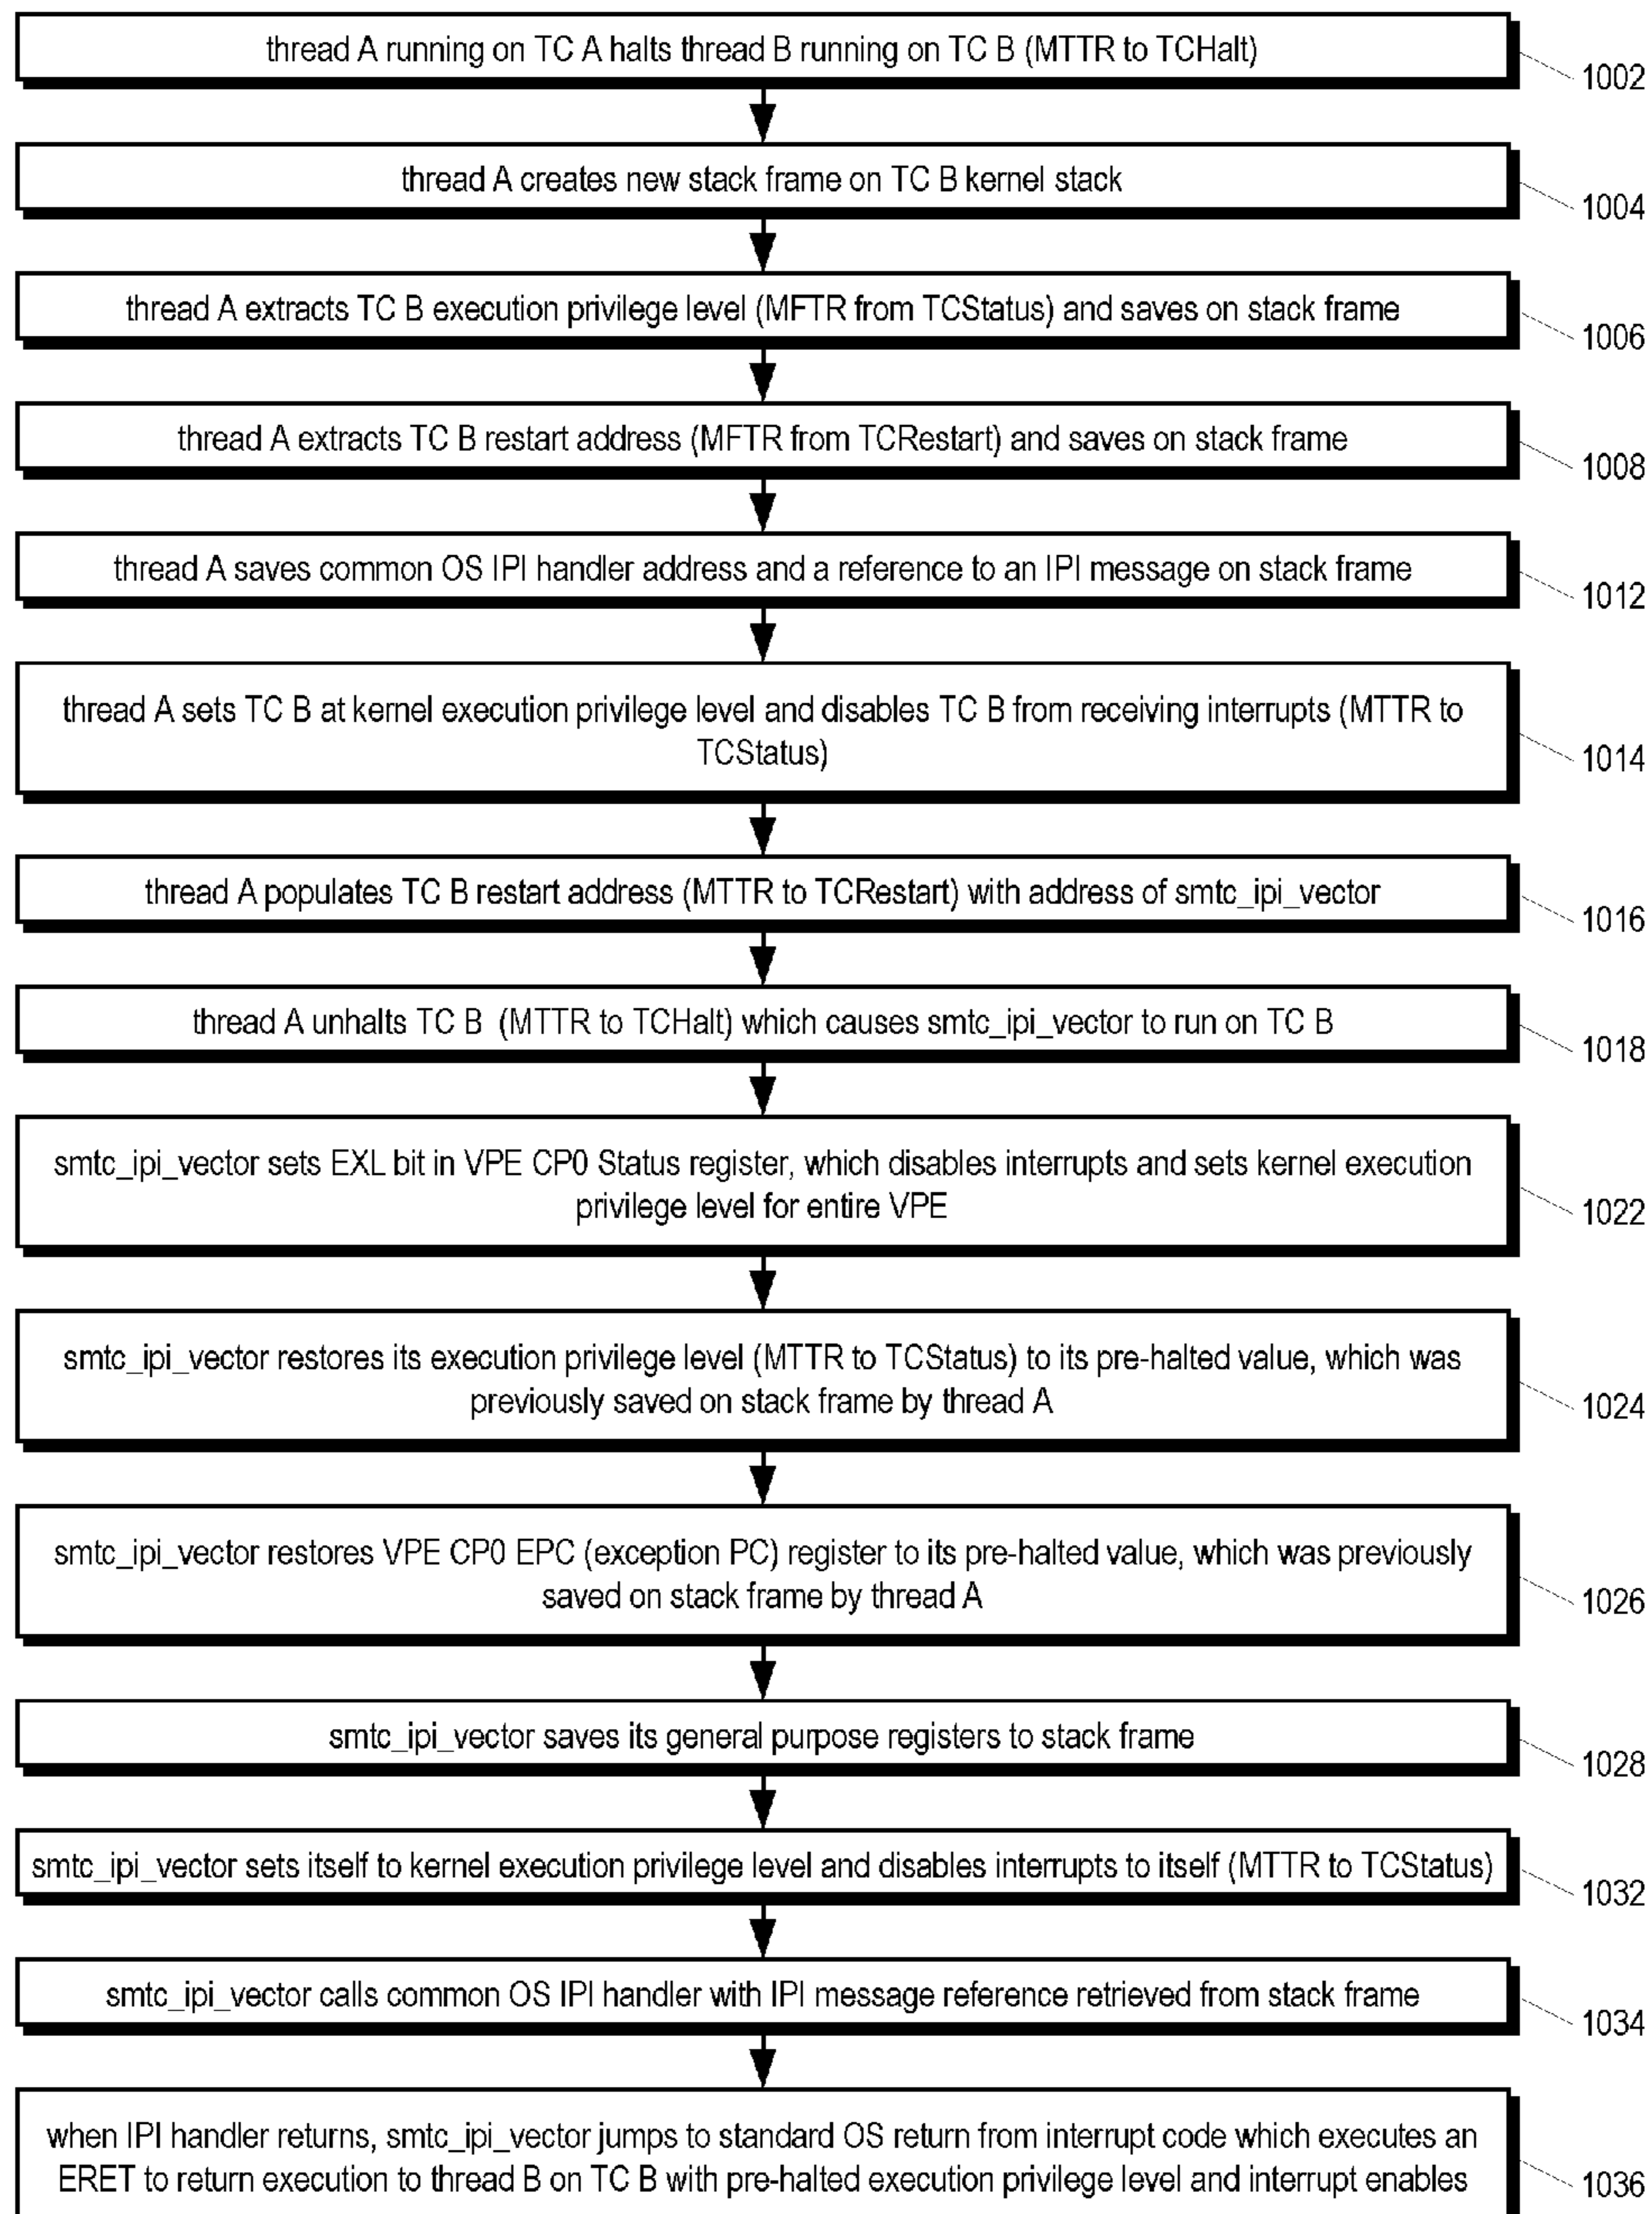 thread A running on TC A halts thread B running on TC B (MTTR to TCHalt)
1002
thread A creates new stack frame on TC B kernel stack
1004
thread A extracts TC B execution privilege level (MFTR from TCStatus) and saves on stack frame
1006
thread A extracts TC B restart address (MFTR from TCRestart) and saves on stack frame
1008
thread A saves common OS IPI handler address and a reference to an IPI message on stack frame
1012
thread A sets TC B at kernel execution privilege level and disables TC B from receiving interrupts (MTTR to
TCStatus)
1014
thread A populates TC B restart address (MTTR to TCRestart) with address of smtc_ipi_vector
1016
thread A unhalts TC B (MTTR to TCHalt) which causes smtc_ipi_vector to run on TC B
1018
smtc_ipi_vector sets EXL bit in VPE CP0 Status register, which disables interrupts and sets kernel execution
privilege level for entire VPE
1022
smtc_ipi_vector restores its execution privilege level (MTTR to TCStatus) to its pre-halted value, which was
previously saved on stack frame by thread A
1024
smtc_ipi_vector restores VPE CP0 EPC (exception PC) register to its pre-halted value, which was previously
saved on stack frame by thread A
1026
smtc_ipi_vector saves its general purpose registers to stack frame
1028
smtc_ipi_vector sets itself to kernel execution privilege level and disables interrupts to itself (MTTR to TCStatus)
1032
smtc_ipi_vector calls common OS IPI handler with IPI message reference retrieved from stack frame
1034
when IPI handler returns, smtc_ipi_vector jumps to standard OS return from interrupt code which executes an
ERET to return execution to thread B on TC B with pre-halted execution privilege level and interrupt enables
1036